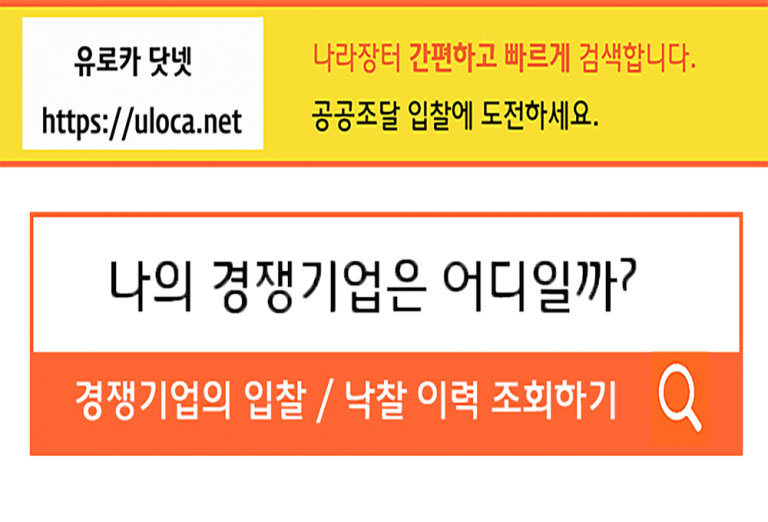 유로카 닷넷
https://uloca.net
나라장터 간편하고 빠르게 검색합니다.
공공조달 입찰에 도전하세요.
나의 경쟁기업은 어디일까?
경쟁기업의 입찰 / 낙찰 이력 조회하기